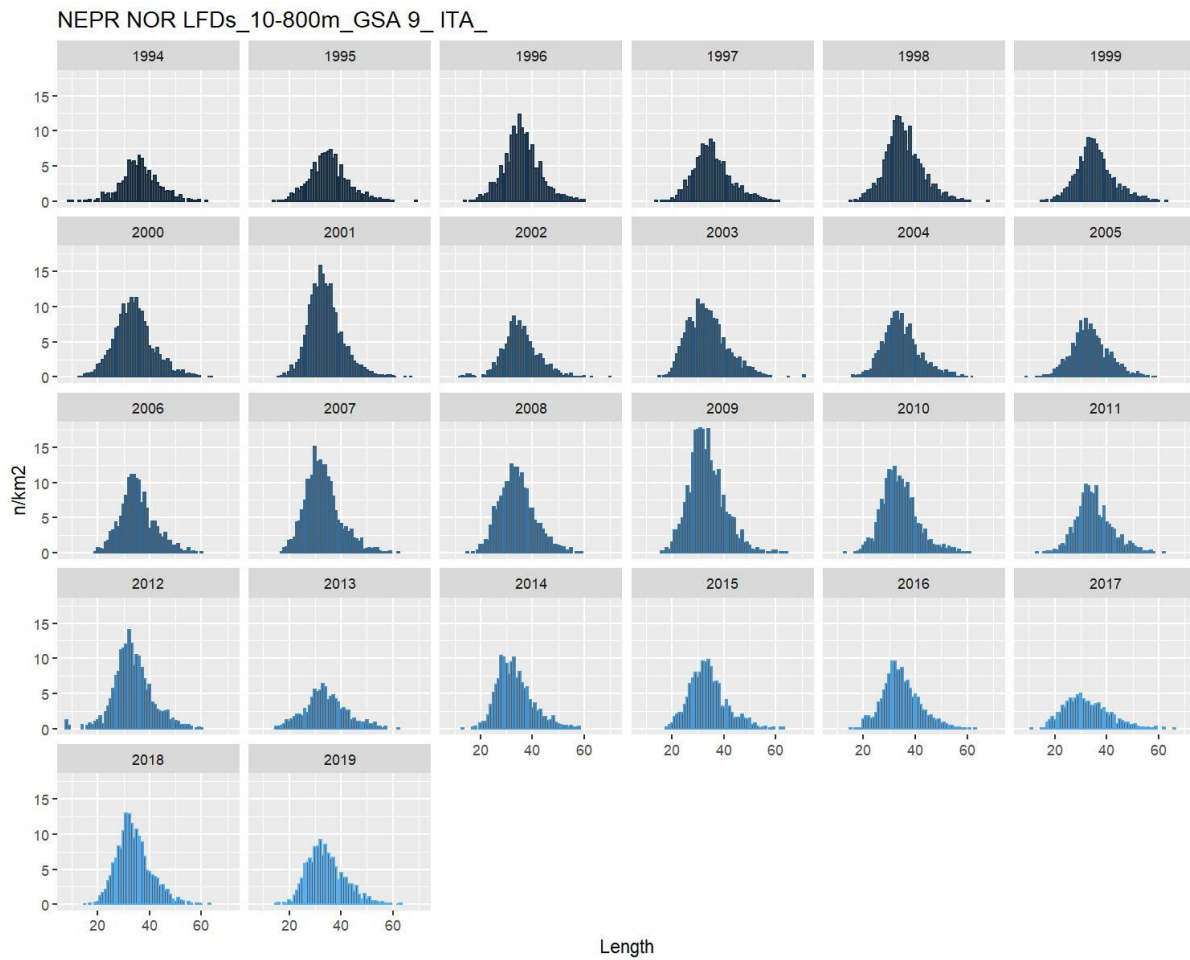 NEPR NOR LFDs_10-800m_GSA 9_ ITA_
1994 1995 1996 1997 1998 1999
15
10
5
0
2000 2001 2002 2003 2004 2005
15
10
5
0
2006 2007 2008 2009 2010 2011
15
10
5
0
n/km2
2012 2013 2014 2015 2016 2017
15
10
5
0
20 40 60 20 40 60 20 40 60 20 40 60
2018 2019
15
10
5
0
20 40 60 20 40 60
Length